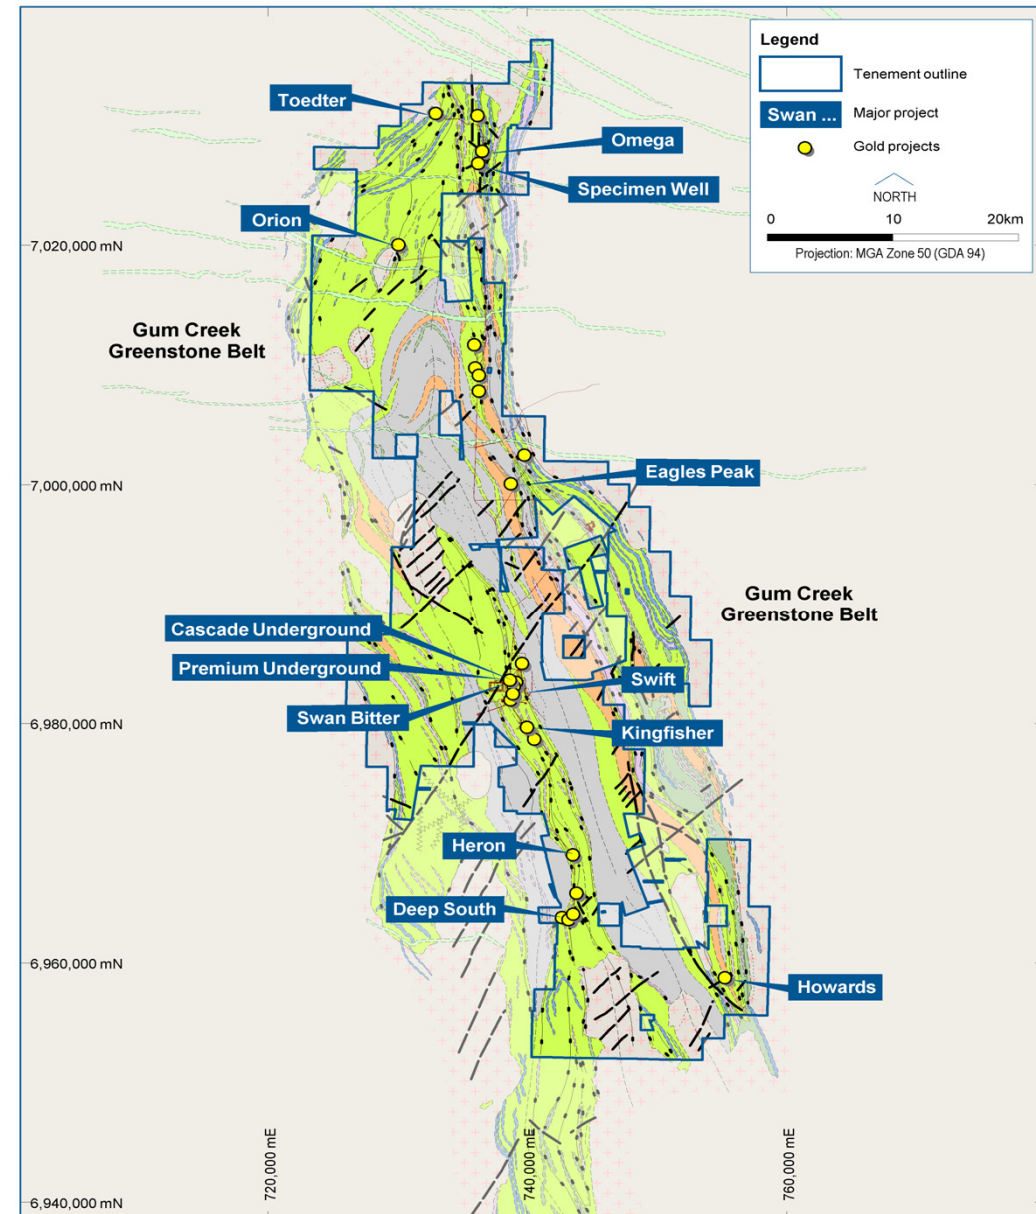 Legend
Tenement outline
Swan ...
Major project
Gold projects
NORTH
0
10
20km
Projection: MGA Zone 50 (GDA 94)
Toedter
Omega
Specimen Well
Orion
7,020,000 mN
Gum Creek
Greenstone Belt
Eagles Peak
7,000,000 mN
Gum Creek
Greenstone Belt
Cascade Underground
Premium Underground
Swift
Swan Bitter
6,980,000 mN
Kingfisher
Heron
Deep South
6,960,000 mN
Howards
720,000 mE
740,000 mE
760,000 mE
6,940,000 mN